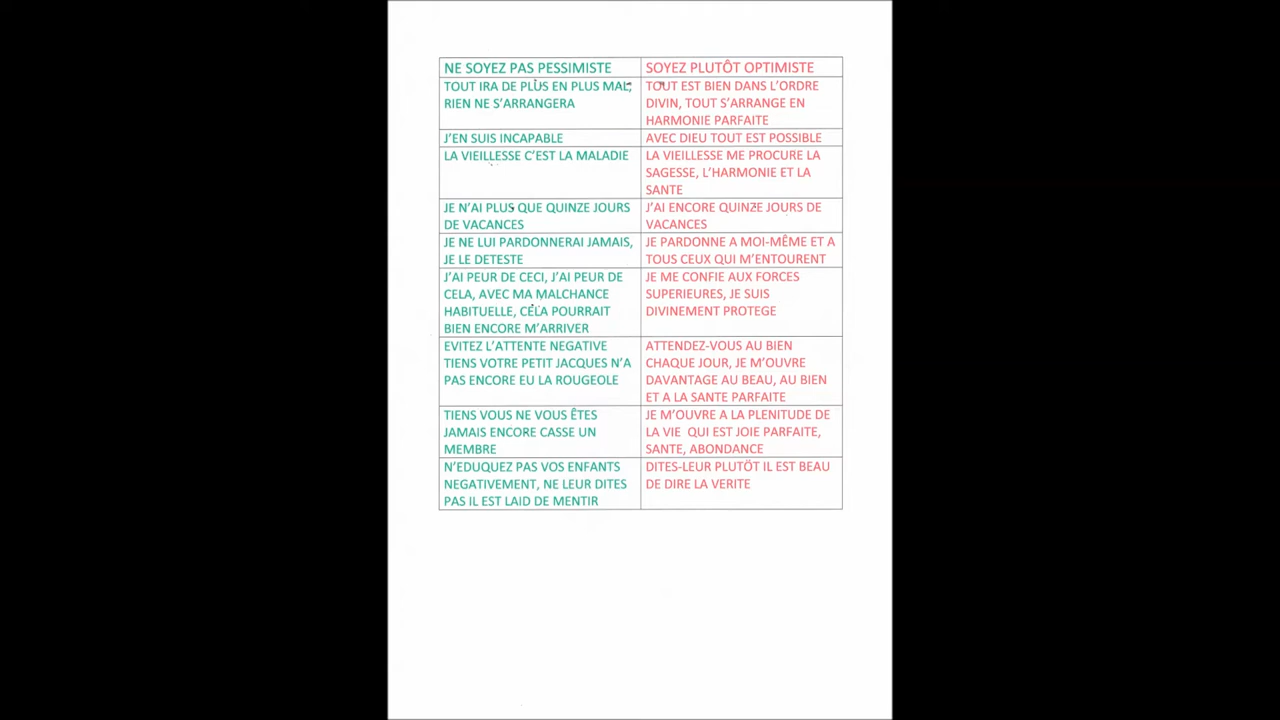 NE SOYEZ PAS PESSIMISTE
SOYEZ PLUTÔT OPTIMISTE
TOUT IRA DE PLUS EN PLUS MAL,
RIEN NE S'ARRANGERA
TOUT EST BIEN DANS L'ORDRE
DIVIN, TOUT S'ARRANGE EN
HARMONIE PARFAITE
J'EN SUIS INCAPABLE
AVEC DIEU TOUT EST POSSIBLE
LA VIEILLESSE C'EST LA MALADIE
LA VIEILLESSE ME PROCURE LA
SAGESSE, L'HARMONIE ET LA
SANTE
JE N'AI PLUS QUE QUINZE JOURS
DE VACANCES
J'AI ENCORE QUINZE JOURS DE
VACANCES
JE NE LUI PARDONNERAI JAMAIS,
JE LE DETESTE
JE PARDONNE A MOI-MÊME ET A
TOUS CEUX QUI M'ENTOURENT
J'AI PEUR DE CECI, J'AI PEUR DE
CELA, AVEC MA MALCHANCE
HABITUELLE, CELA POURRAIT
BIEN ENCORE M'ARRIVER
JE ME CONFIE AUX FORCES
SUPERIEURES, JE SUIS
DIVINEMENT PROTEGE
EVITEZ L'ATTENTE NEGATIVE
TIENS VOTRE PETIT JACQUES N'A
PAS ENCORE EU LA ROUGEOLE
ATTENDEZ-VOUS AU BIEN
CHAQUE JOUR, JE M'OUVRE
DAVANTAGE AU BEAU, AU BIEN
ET A LA SANTE PARFAITE
TIENS VOUS NE VOUS ÊTES
JAMAIS ENCORE CASSE UN
MEMBRE
JE M'OUVRE A LA PLENITUDE DE
LA VIE QUI EST JOIE PARFAITE,
SANTE, ABONDANCE
N'EDUQUEZ PAS VOS ENFANTS
NEGATIVEMENT, NE LEUR DITES
PAS IL EST LAID DE MENTIR
DITES-LEUR PLUTÖT IL EST BEAU
DE DIRE LA VERITE